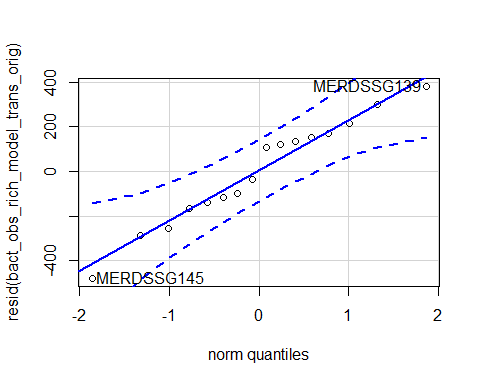 resid(bact_obs_rich_model_trans_orig)
400
200
0
-400
MERDSSG139
MERDSSG145
-2
-1
0
1
2
norm quantiles